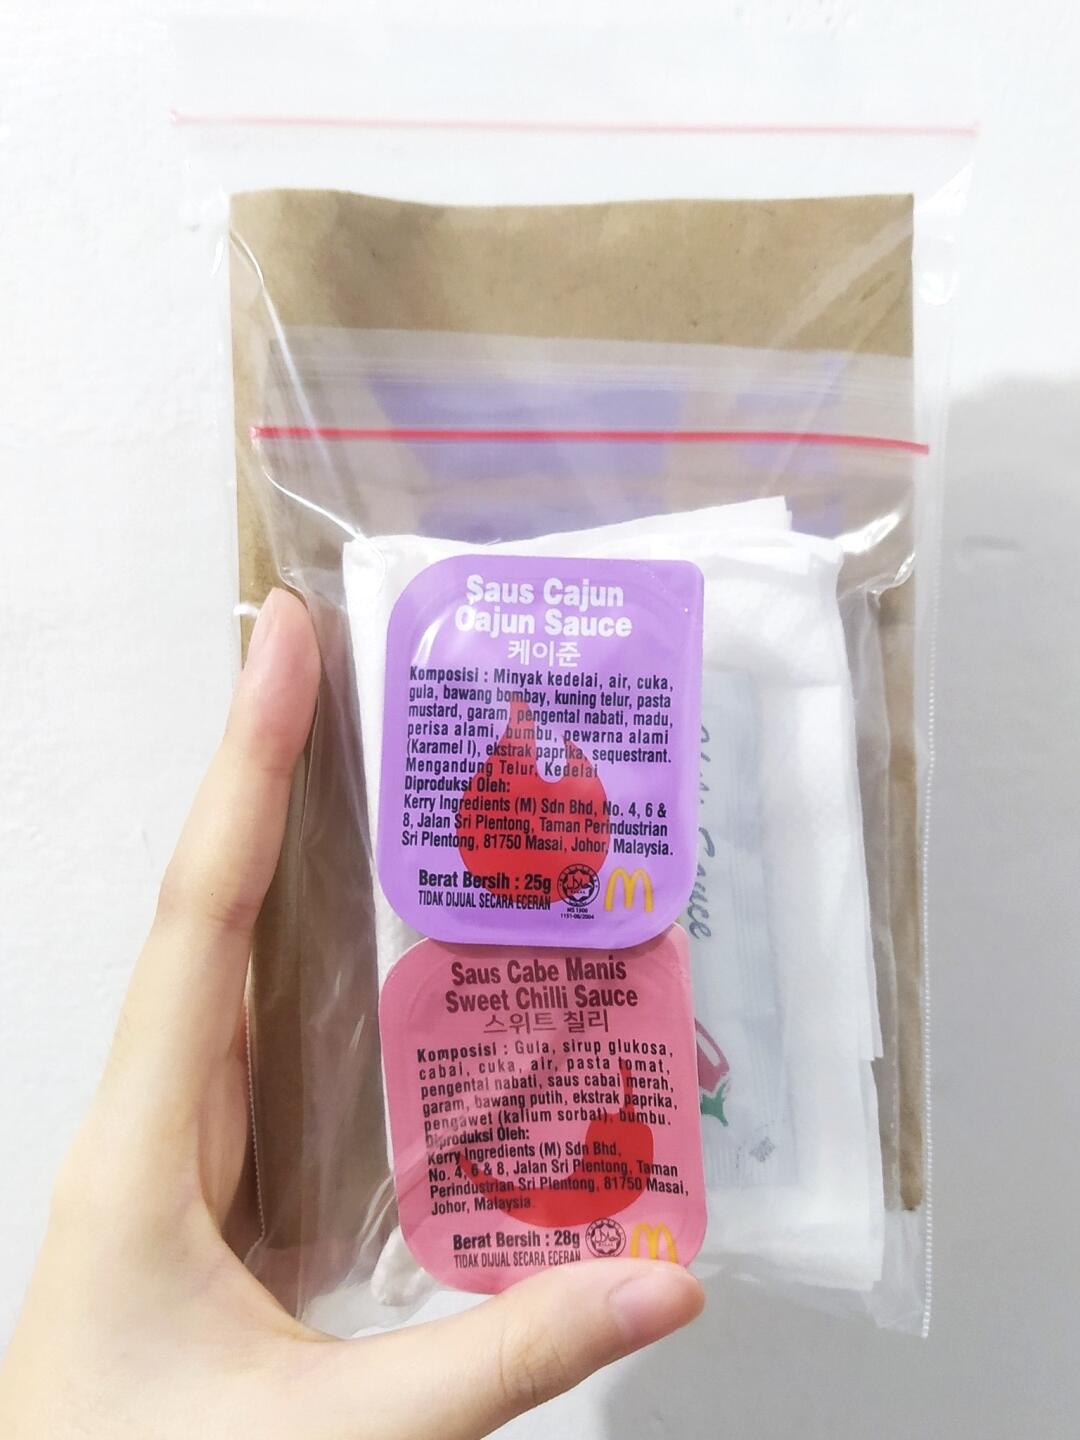 Saus Cajun
Cajun Sauce
케이준
Komposisi : Minyak kedelai, air, cuka,
gula, bawang bombay, kuning telur, pasta
mustard, garam, pengental nabati, madu,
perisa alami, bumbu, pewarna alami
(Karamel I), ekstrak paprika, sequestrant.
Mengandung Telur, Kedelai
Diproduksi Oleh:
Kerry Ingredients (M) Sdn Bhd, No. 4, 6 &
8, Jalan Sri Plentong, Taman Perindustrian
Sri Plentong, 81750 Masai, Johor, Malaysia.
Berat Bersih : 25g
TIDAK DIJUAL SECARA ECERAN
MS 1500
1151-06/2004
Saus Cabe Manis
Sweet Chilli Sauce
스위트 칠리
Komposisi : Gula, sirup glukosa,
cabai, cuka, air, pasta tomat,
pengental nabati, saus cabai merah,
garam, bawang putih, ekstrak paprika,
pengawet (kalium sorbat), bumbu.
Diproduksi Oleh:
Kerry Ingredients (M) Sdn Bhd,
No. 4, 6 & 8, Jalan Sri Plentong, Taman
Perindustrian Sri Plentong, 81750 Masai,
Johor, Malaysia.
Berat Bersih : 28g
TIDAK DIJUAL SECARA ECERAN
Sauce